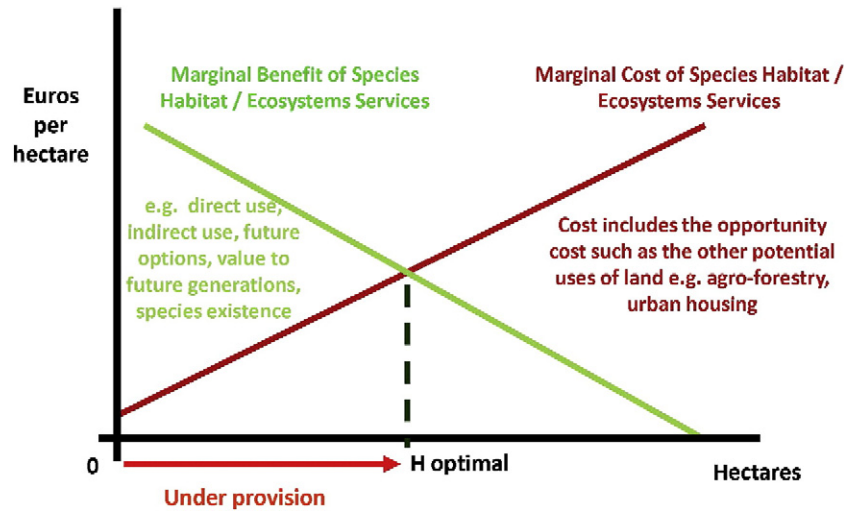 Euros
per
hectare
Marginal Benefit of Species
Habitat / Ecosystems Services
Marginal Cost of Species Habitat /
Ecosystems Services
e.g. direct use,
indirect use, future
options, value to
future generations,
species existence
Cost includes the opportunity
cost such as the other potential
uses of land e.g. agro-forestry,
urban housing
0
H optimal
Hectares
Under provision